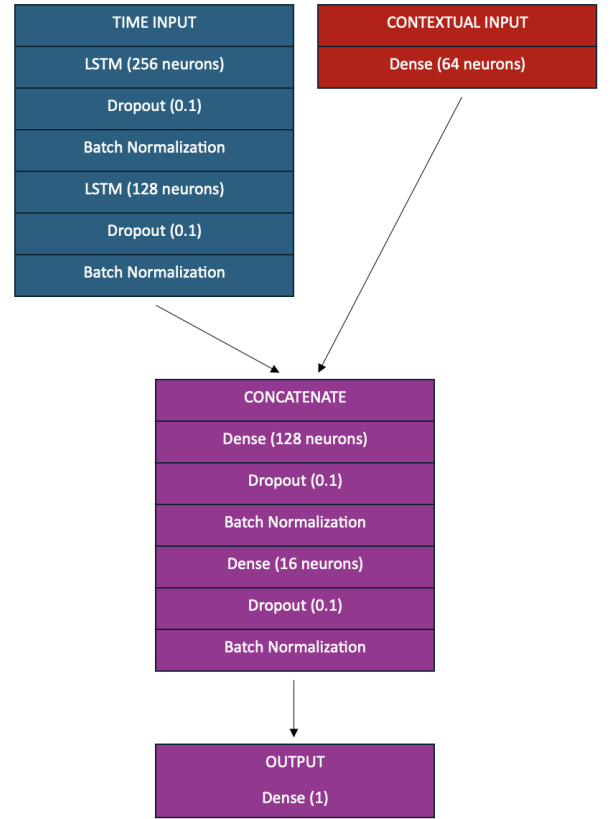 TIME INPUT
LSTM (256 neurons)
Dropout (0.1)
Batch Normalization
LSTM (128 neurons)
Dropout (0.1)
Batch Normalization
CONTEXTUAL INPUT
Dense (64 neurons)
CONCATENATE
Dense (128 neurons)
Dropout (0.1)
Batch Normalization
Dense (16 neurons)
Dropout (0.1)
Batch Normalization
OUTPUT
Dense (1)